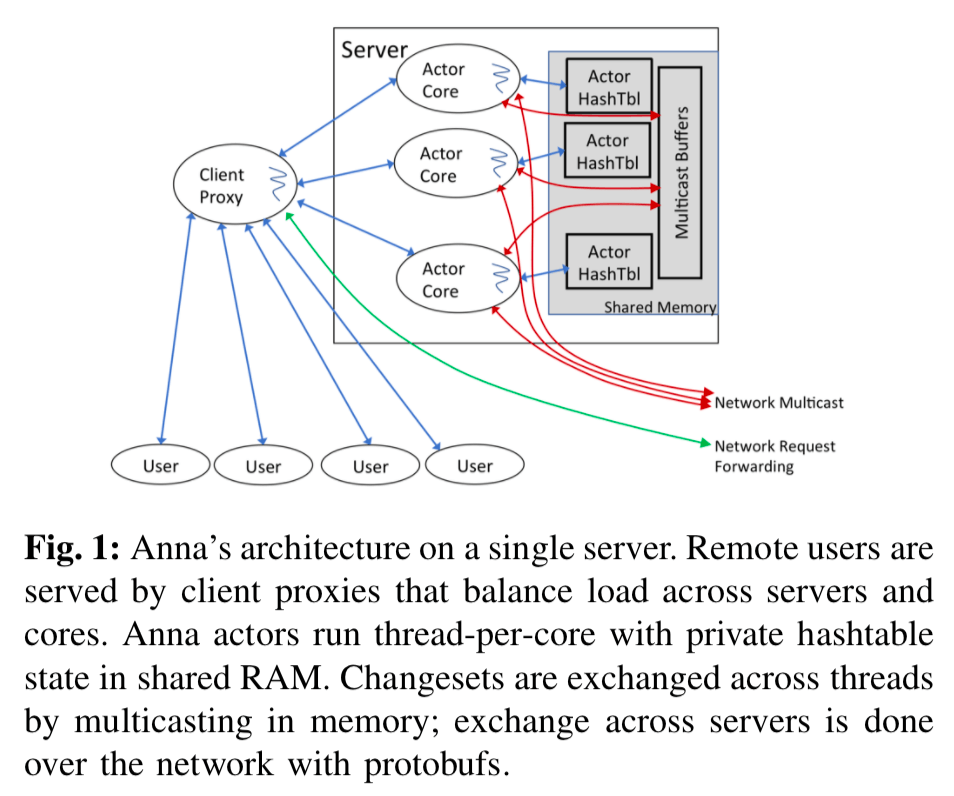 Server
Actor
Core
Actor
HashTbl
Actor
Core
Actor
HashTbl
Multicast Buffers
Client
Proxy
Actor
Core
Actor
HashTbl
Shared Memory
Network Multicast
Network Request
Forwarding
User
User
User
User
Fig. 1: Anna’s architecture on a single server. Remote users are
served by client proxies that balance load across servers and
cores. Anna actors run thread-per-core with private hashtable
state in shared RAM. Changesets are exchanged across threads
by multicasting in memory; exchange across servers is done
over the network with protobufs.